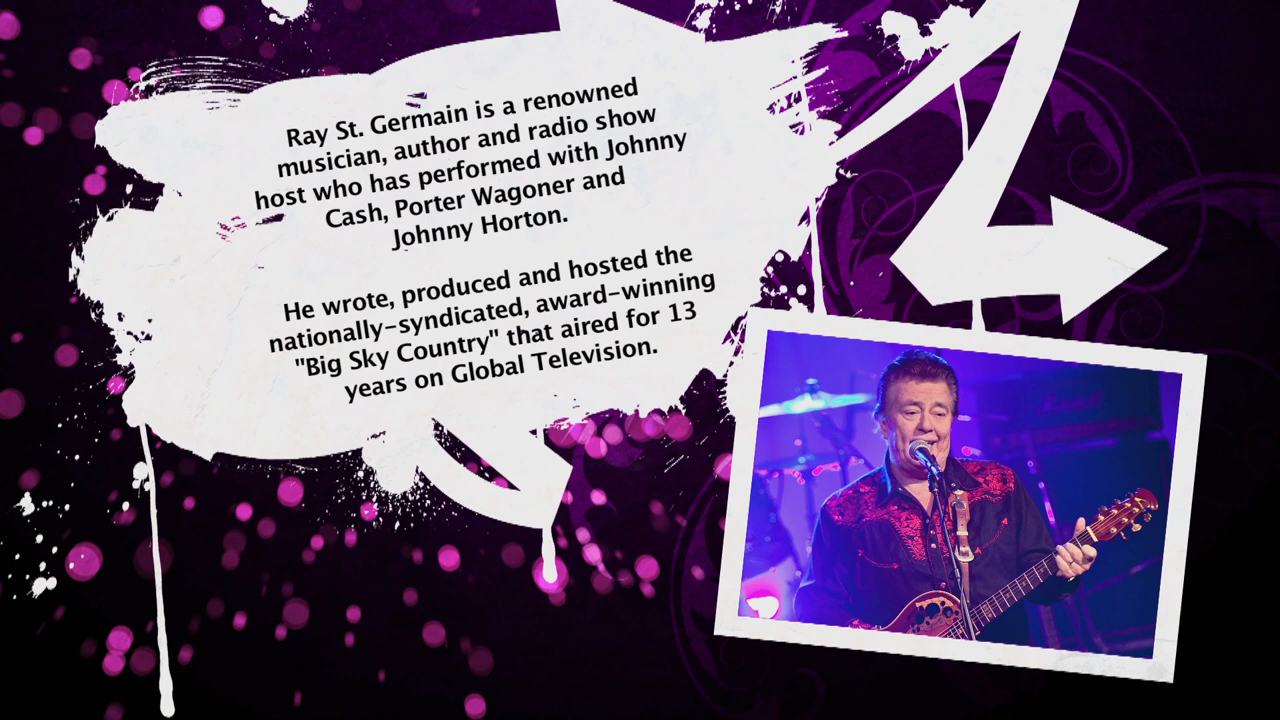 Ray St. Germain is a renowned
musician, author and radio show
host who has performed with Johnny
Cash, Porter Wagoner and
Johnny Horton.
He wrote, produced and hosted the
nationally-syndicated, award-winning
"Big Sky Country" that aired for 13
years on Global Television.